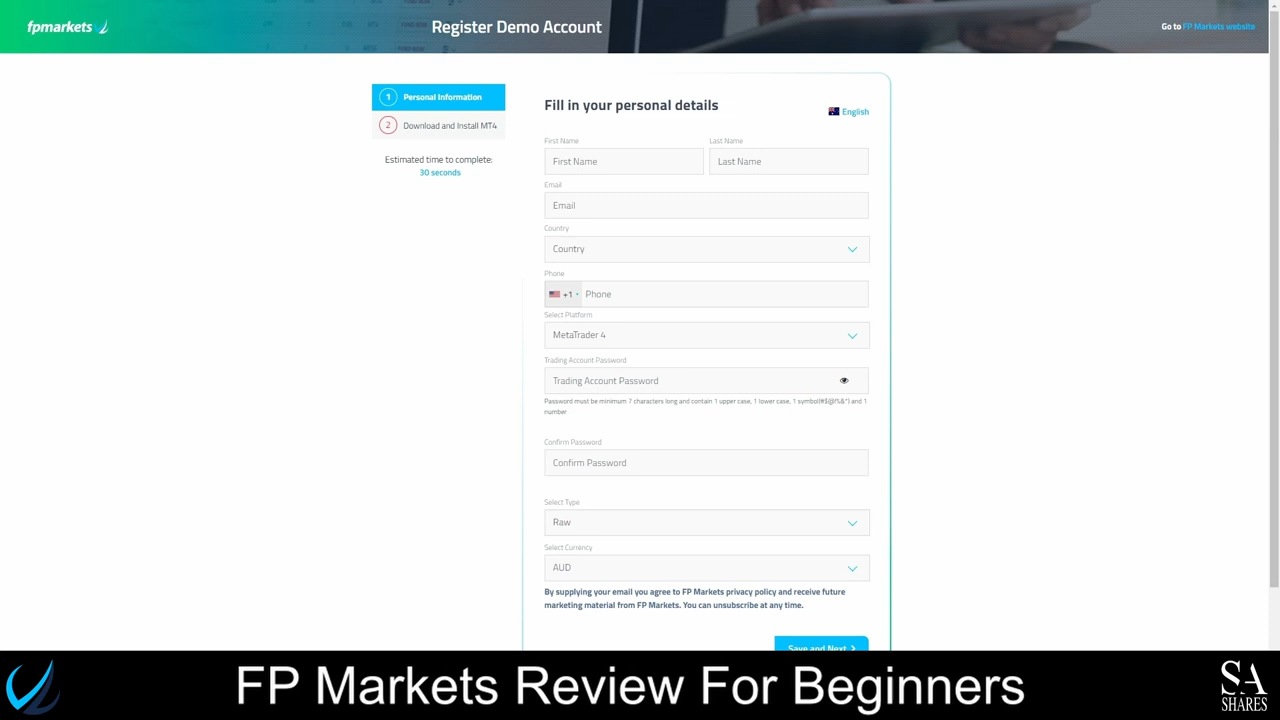 fpmarkets
Register Demo Account
Go to FP Markets website
1 Personal Information
2 Download and Install MT4
Estimated time to complete:
30 seconds
Fill in your personal details
English
First Name Last Name
First Name Last Name
Email
Email
Country
Country
Phone
+1 Phone
Select Platform
MetaTrader 4
Trading Account Password
Trading Account Password
Password must be minimum 7 characters long and contain 1 upper case, 1 lower case, 1 symbol(#$@!%&*) and 1
number
Confirm Password
Confirm Password
Select Type
Raw
Select Currency
AUD
By supplying your email you agree to FP Markets privacy policy and receive future
marketing material from FP Markets. You can unsubscribe at any time.
Save and Next
FP Markets Review For Beginners
SA
SHARES